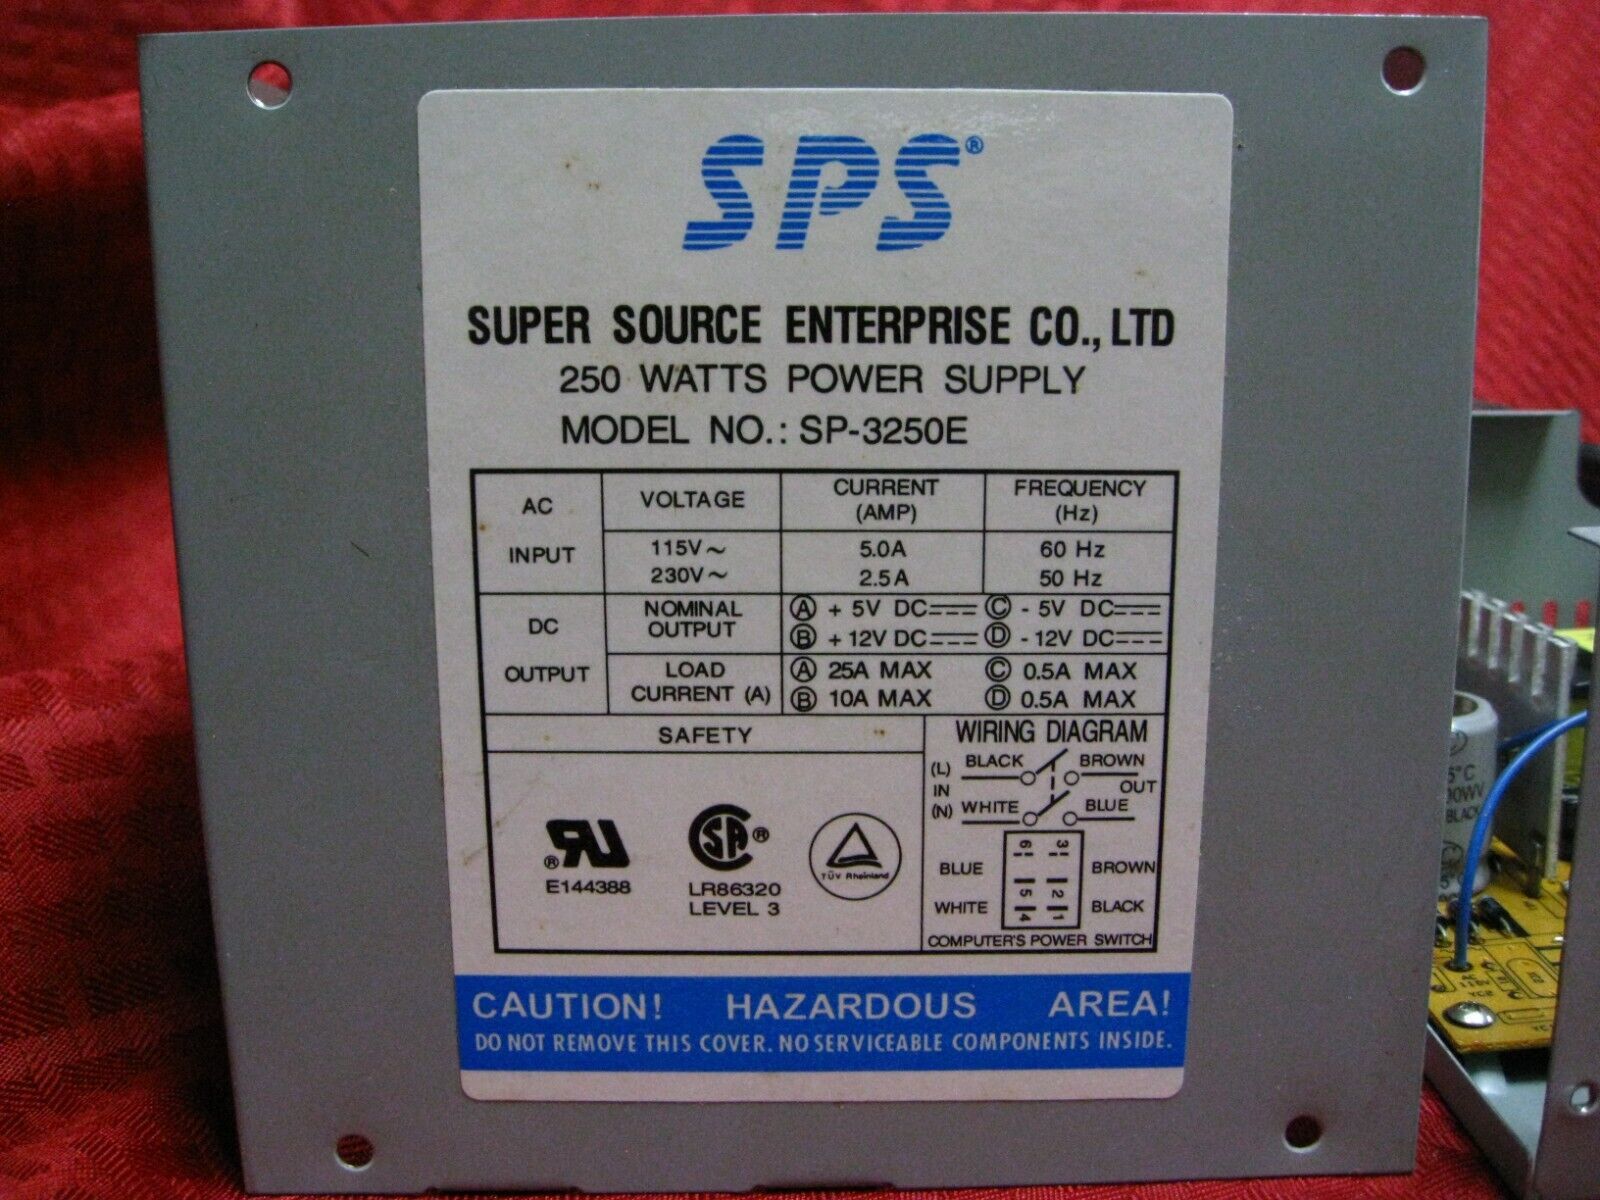 SPS®
SUPER SOURCE ENTERPRISE CO., LTD
250 WATTS POWER SUPPLY
MODEL NO.: SP-3250E
AC INPUT
VOLTAGE
CURRENT (AMP)
FREQUENCY (Hz)
115V~ 5.0A 60 Hz
230V~ 2.5A 50 Hz
DC OUTPUT
NOMINAL OUTPUT
Ⓐ + 5V DC Ⓒ - 5V DC
Ⓑ +12V DC Ⓓ -12V DC
LOAD CURRENT (A)
Ⓐ 25A MAX Ⓒ 0.5A MAX
Ⓑ 10A MAX Ⓓ 0.5A MAX
SAFETY
® RU
E144388
CSA ®
LR86320
LEVEL 3
TÜV Rheinland
WIRING DIAGRAM
(L) BLACK BROWN
IN OUT
(N) WHITE BLUE
6 3
BLUE BROWN
5 2
WHITE BLACK
4 1
COMPUTER'S POWER SWITCH
CAUTION! HAZARDOUS AREA!
DO NOT REMOVE THIS COVER. NO SERVICEABLE COMPONENTS INSIDE.